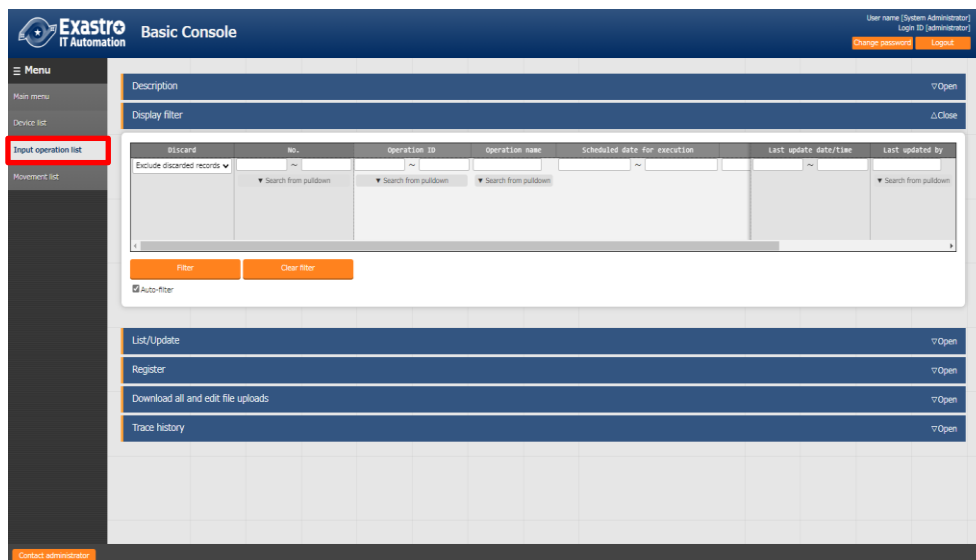 Exastro
IT Automation
Basic Console
User name [System Administrator]
Login ID [administrator]
Change password
Logout
☰ Menu
Main menu
Device list
Input operation list
Movement list
Description
▽Open
Display filter
△Close
Discard
No.
Operation ID
Operation name
Scheduled date for execution
Last update date/time
Last updated by
Exclude discarded records
~
~
~
~
▼ Search from pulldown
▼ Search from pulldown
▼ Search from pulldown
▼ Search from pulldown
Filter
Clear filter
Auto-filter
List/Update
▽Open
Register
▽Open
Download all and edit file uploads
▽Open
Trace history
▽Open
Contact administrator